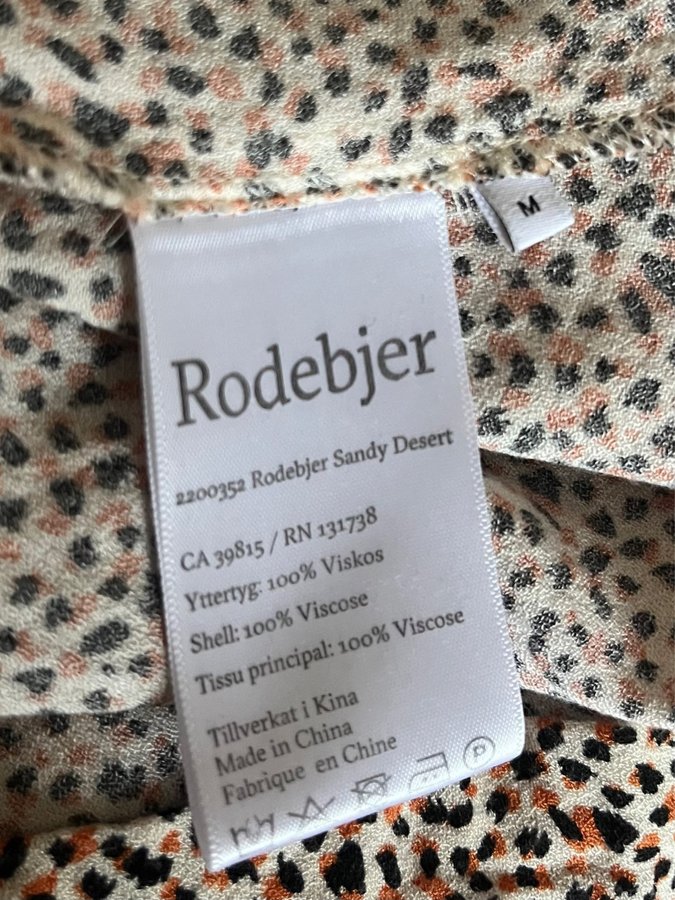 M
Rodebjer
2200352 Rodebjer Sandy Desert
CA 39815 / RN 131738
Yttertyg: 100% Viskos
Shell: 100% Viscose
Tissu principal: 100% Viscose
Tillverkat i Kina
Made in China
Fabriqué en Chine